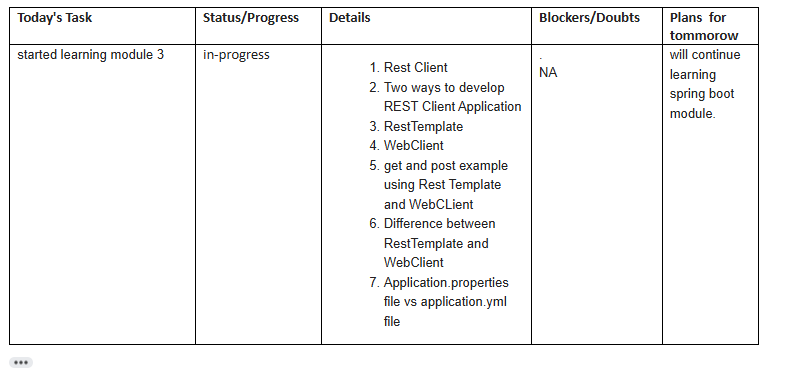 Today's Task
Status/Progress
Details
Blockers/Doubts
Plans for
tommorow
started learning module 3
in-progress
1. Rest Client
2. Two ways to develop
REST Client Application
3. RestTemplate
4. WebClient
5. get and post example
using Rest Template
and WebCLient
6. Difference between
RestTemplate and
WebClient
7. Application.properties
file vs application.yml
file
.
NA
will continue
learning
spring boot
module.